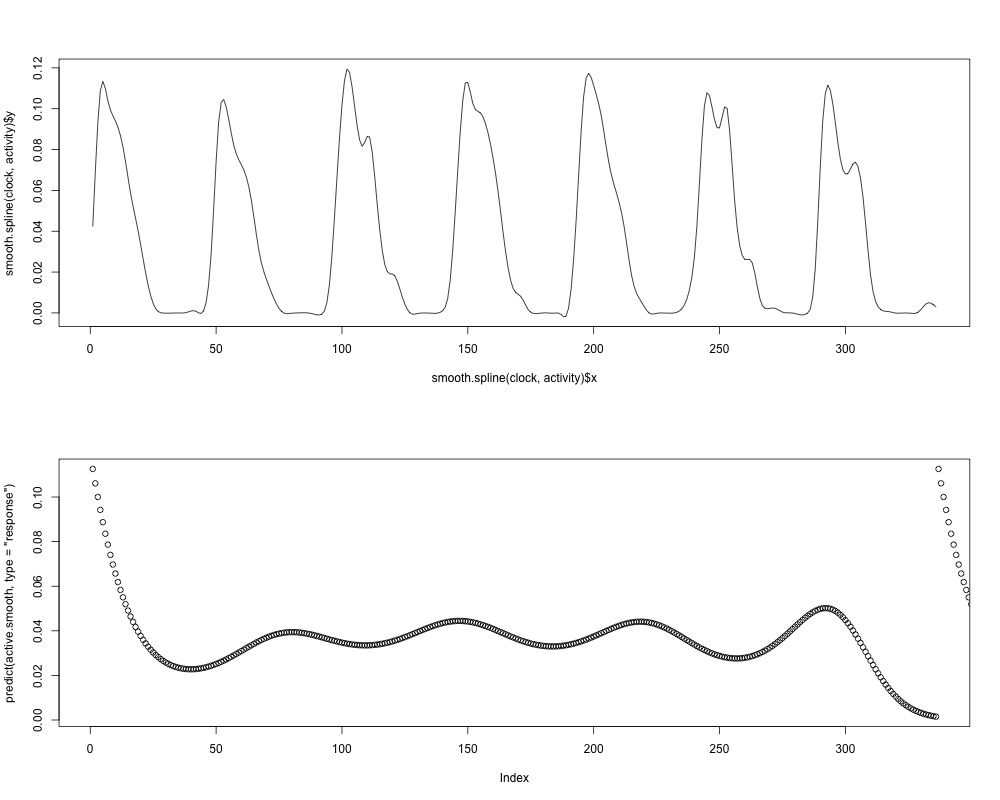 smooth.spline(clock, activity)$y
0.00 0.02 0.04 0.06 0.08 0.10 0.12
0 50 100 150 200 250 300
smooth.spline(clock, activity)$x
predict(active.smooth, type = "response")
0.00 0.02 0.04 0.06 0.08 0.10
0 50 100 150 200 250 300
Index